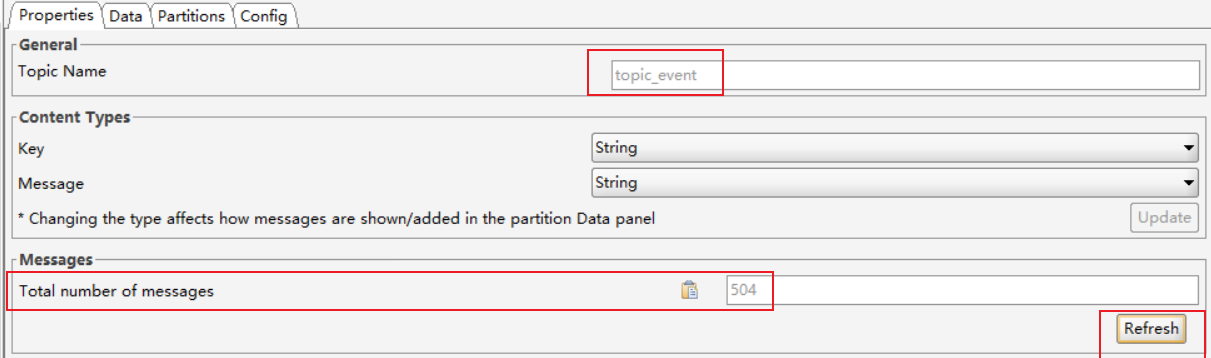 Properties Data Partitions Config
General
Topic Name topic_event
Content Types
Key String
Message String
* Changing the type affects how messages are shown/added in the partition Data panel Update
Messages
Total number of messages 504
Refresh